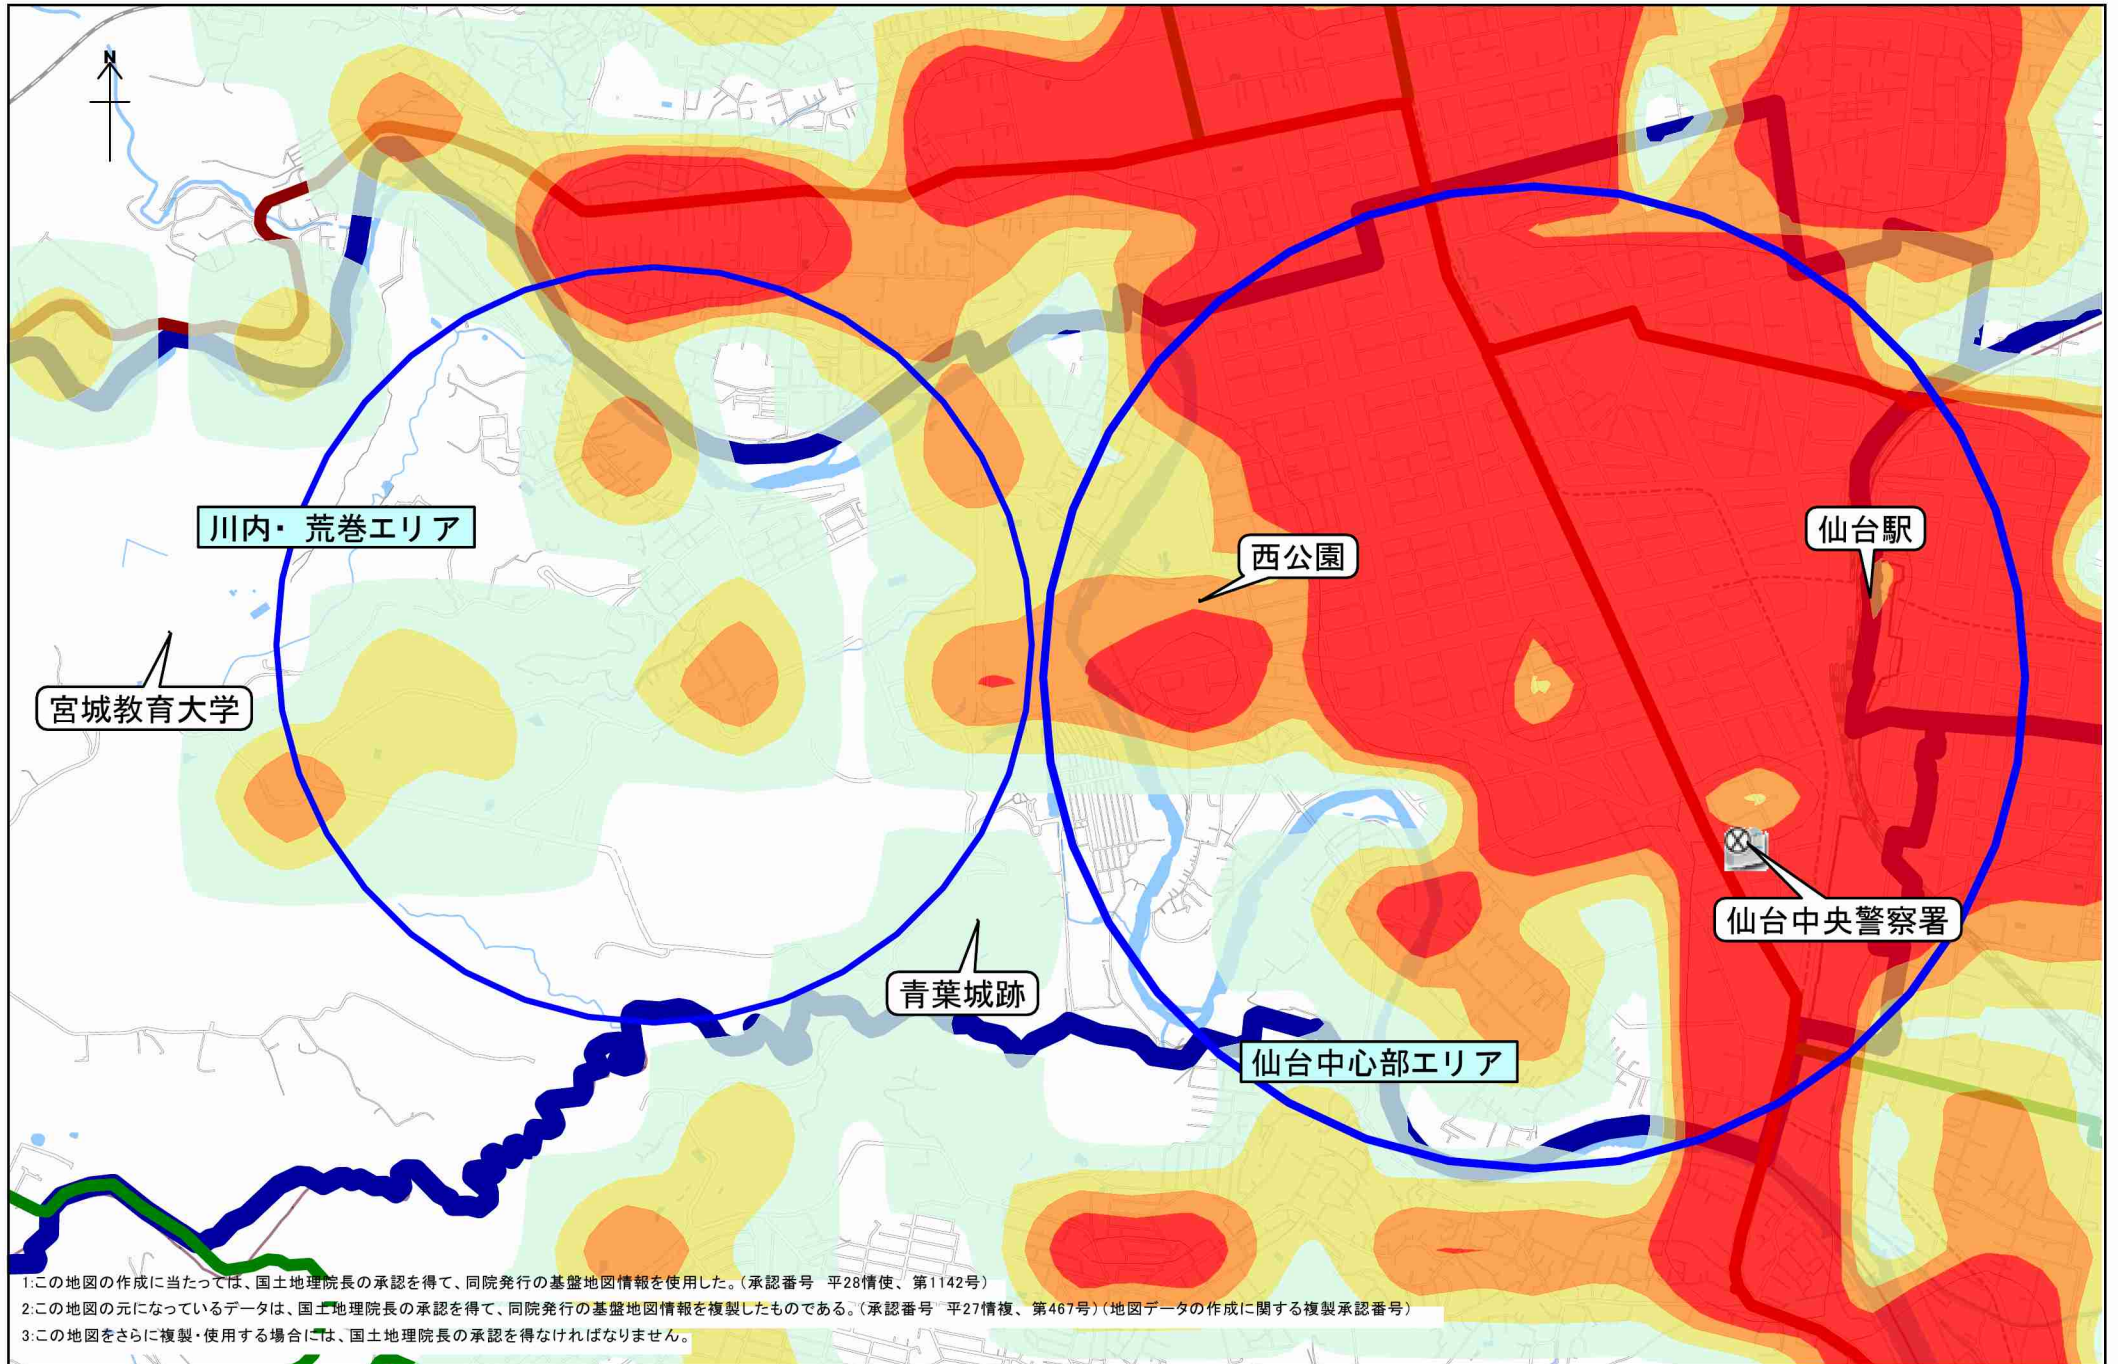 N
川内・荒巻エリア
西公園
仙台駅
宮城教育大学
仙台中央警察署
青葉城跡
仙台中心部エリア
1:この地図の作成に当たっては、国土地理院長の承認を得て、同院発行の基盤地図情報を使用した。(承認番号 平28情使、第1142号)
2:この地図の元になっているデータは、国土地理院長の承認を得て、同院発行の基盤地図情報を複製したものである。(承認番号 平27情複、第467号)(地図データの作成に関する複製承認番号)
3:この地図をさらに複製・使用する場合には、国土地理院長の承認を得なければなりません。